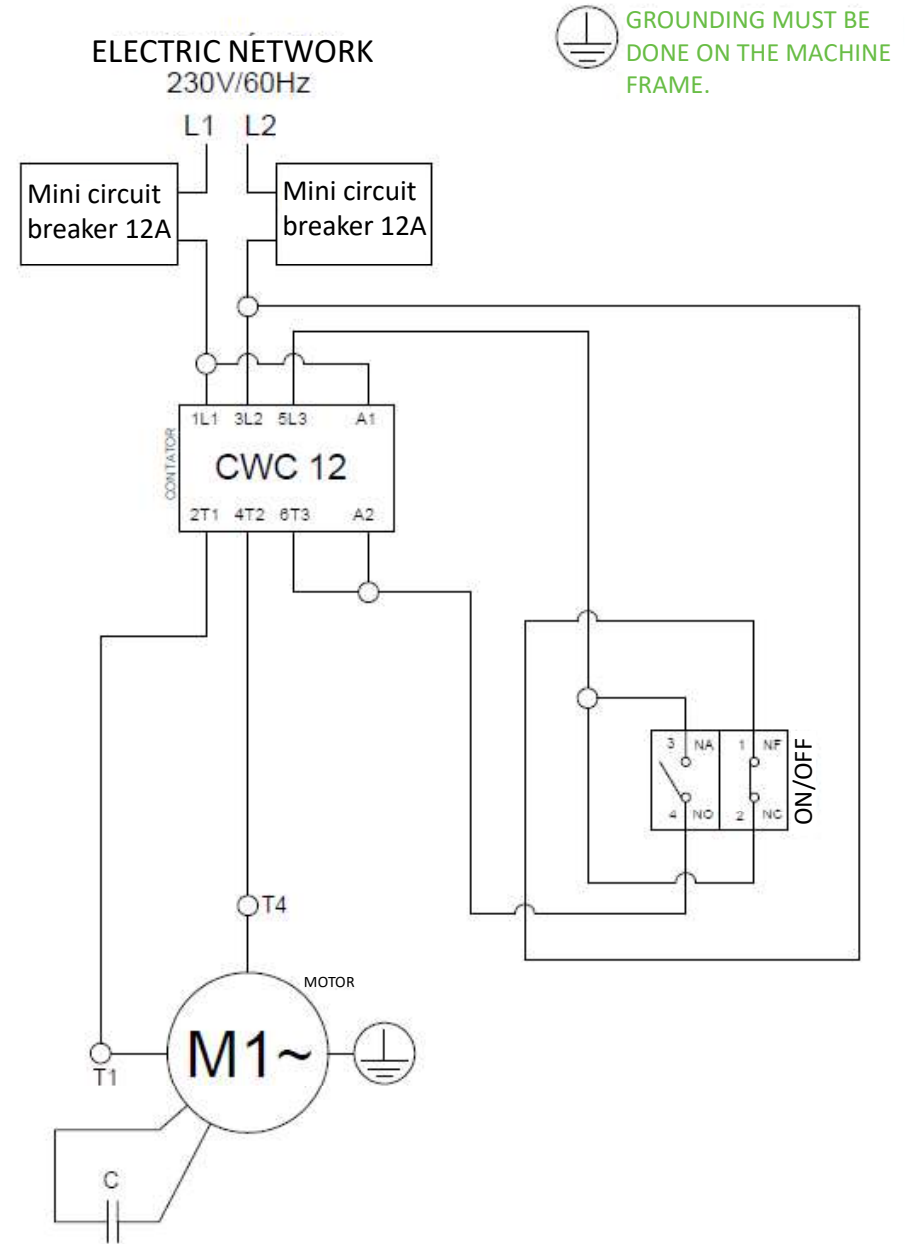 GROUNDING MUST BE
DONE ON THE MACHINE
FRAME.
ELECTRIC NETWORK
230V/60Hz
L1 L2
Mini circuit
breaker 12A
Mini circuit
breaker 12A
1L1 3L2 5L3 A1
CONTATOR
CWC 12
2T1 4T2 6T3 A2
3 NA 1 NF
4 NO 2 NC
ON/OFF
T4
MOTOR
M1~
T1
C